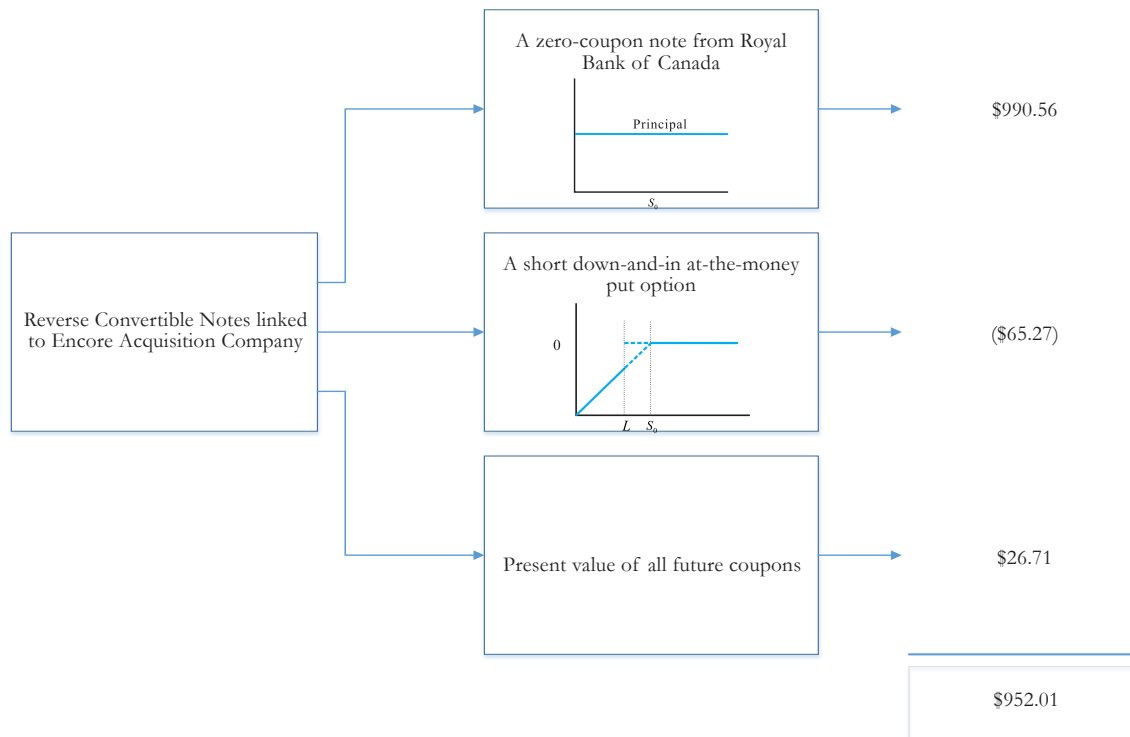 A zero-coupon note from Royal
Bank of Canada
Principal
S₀
$990.56
Reverse Convertible Notes linked
to Encore Acquisition Company
A short down-and-in at-the-money
put option
0
L S₀
($65.27)
Present value of all future coupons
$26.71
$952.01